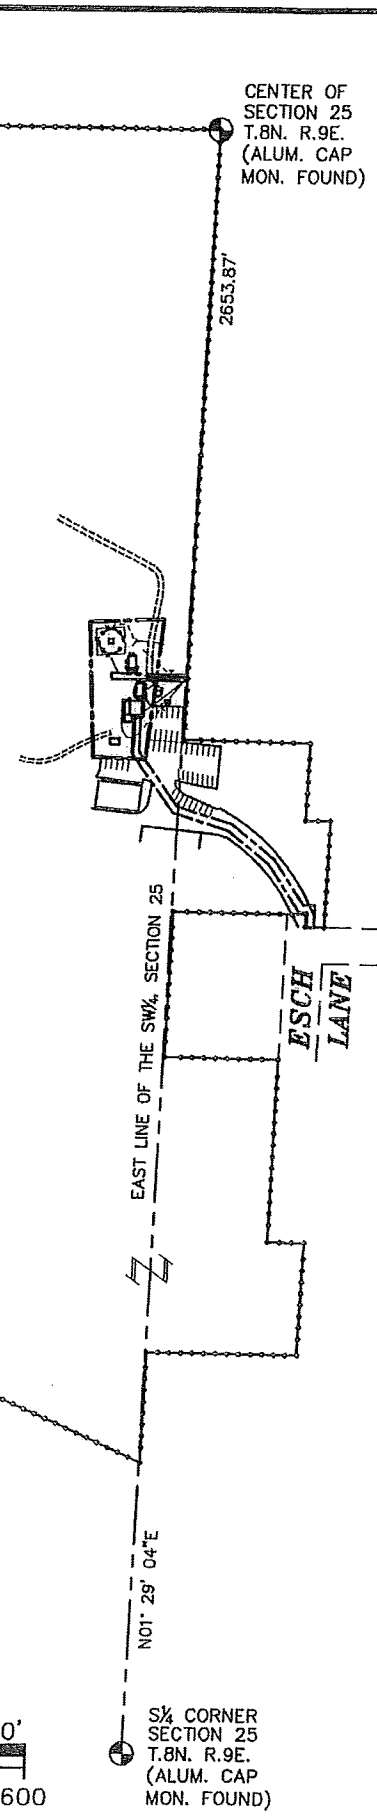 CENTER OF
SECTION 25
T.8N. R.9E.
(ALUM. CAP
MON. FOUND)
2653.87'
EAST LINE OF THE SW¼, SECTION 25
ESCH
LANE
N01° 29' 04"E
S¼ CORNER
SECTION 25
T.8N. R.9E.
(ALUM. CAP
MON. FOUND)
0'
600